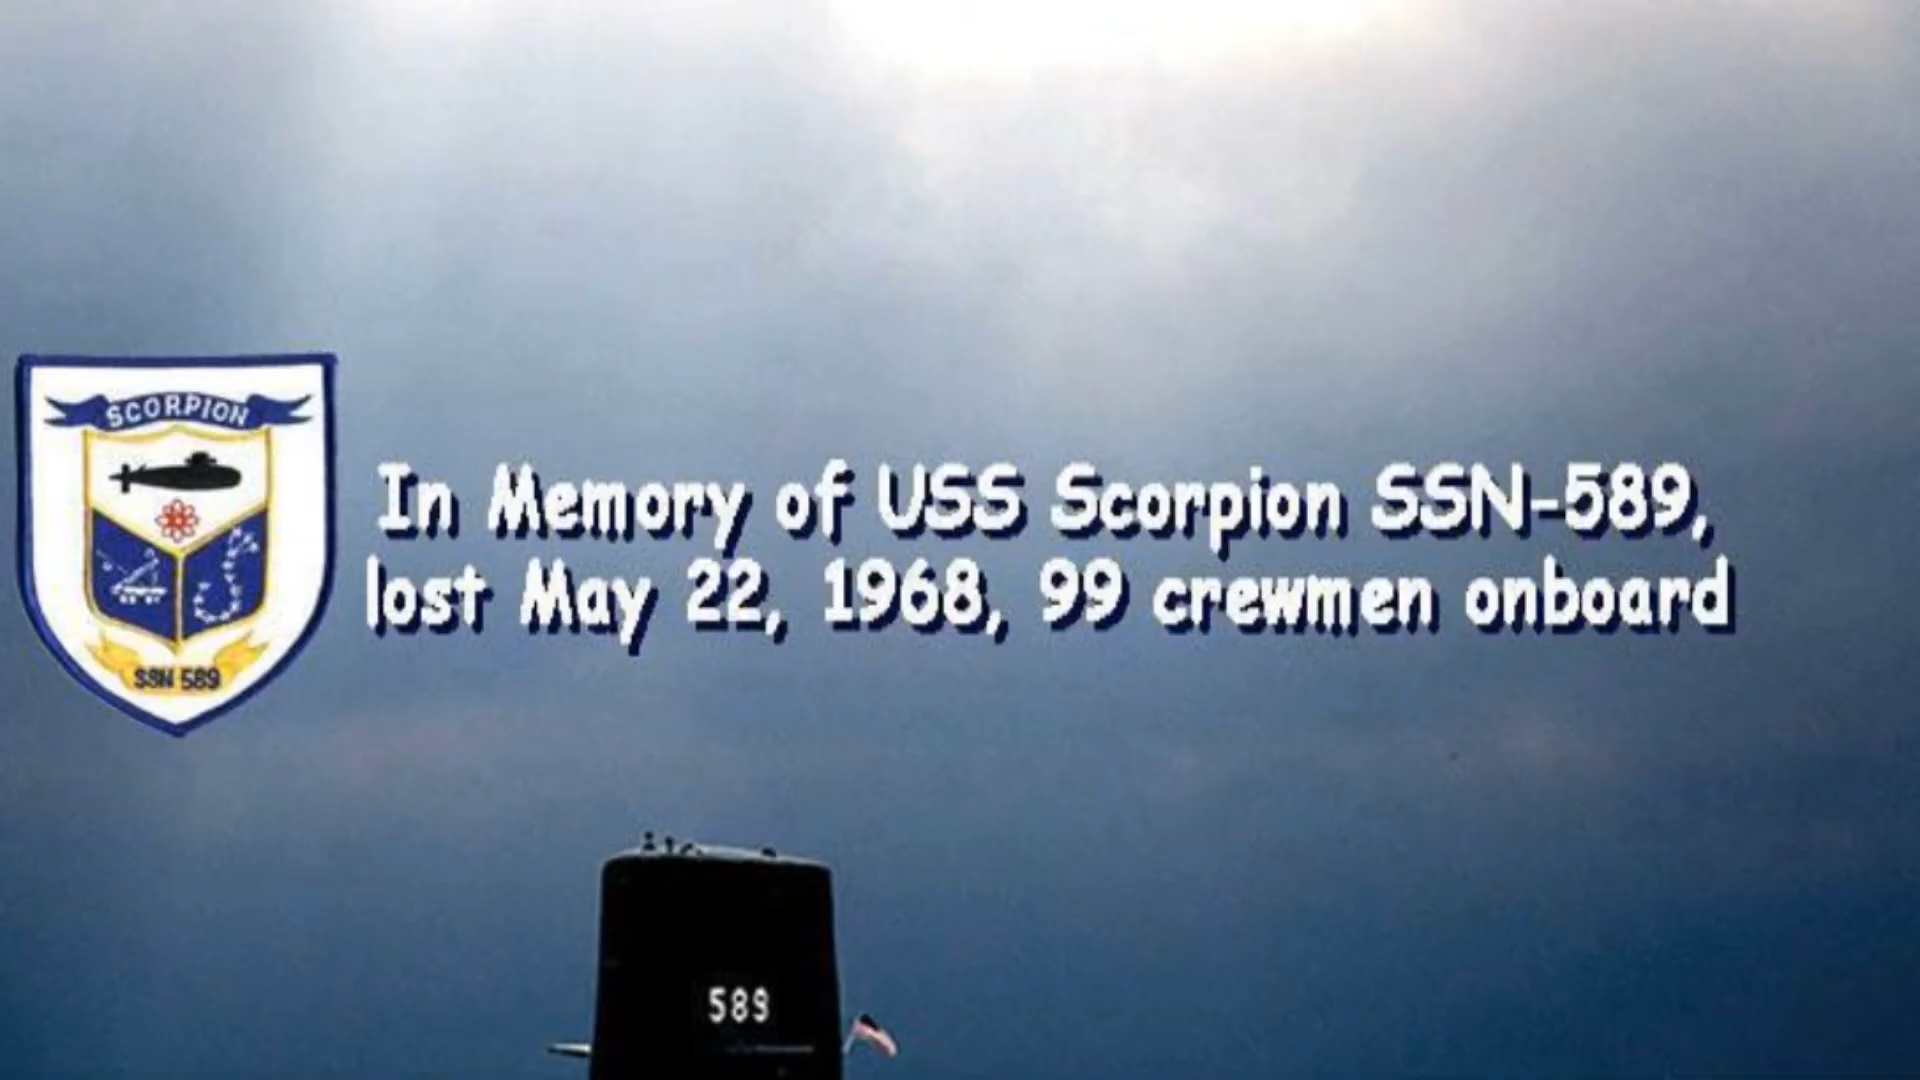 SCORPION
In Memory of USS Scorpion SSN-589,
lost May 22, 1968, 99 crewmen onboard
SSN 589
589